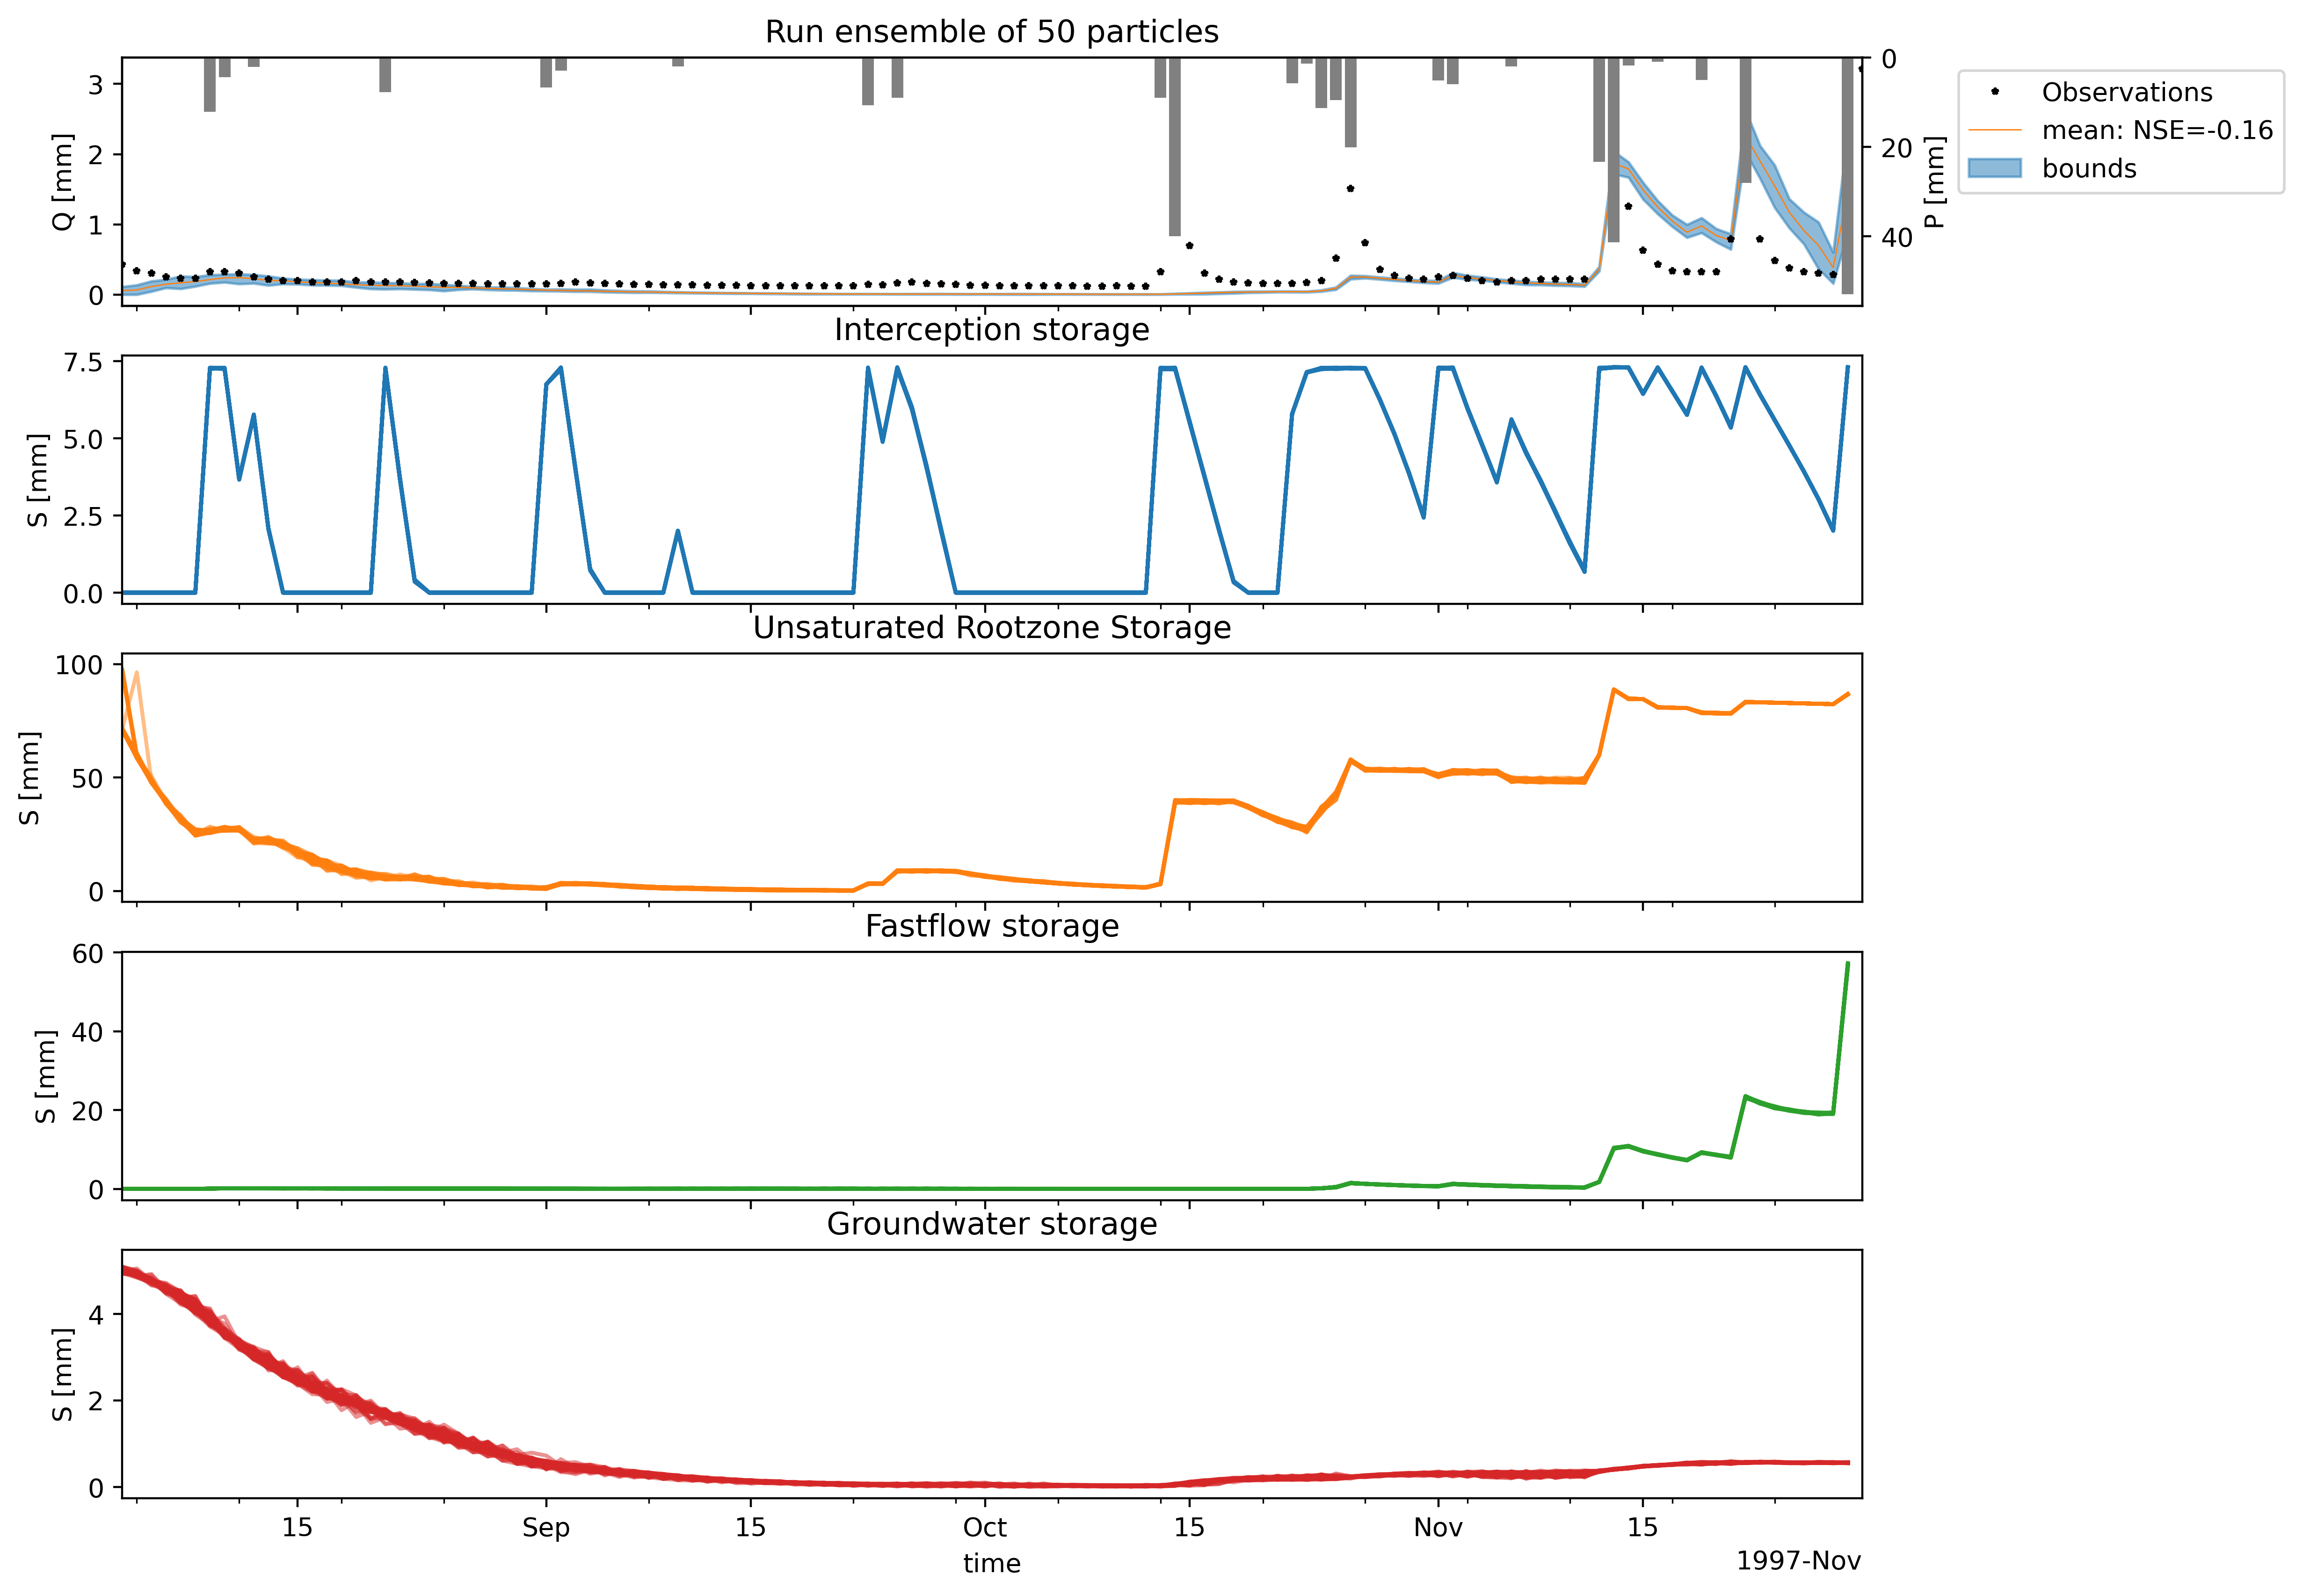 Run ensemble of 50 particles
3
2
1
0
Q [mm]
0
20
40
P [mm]
Observations
mean: NSE=-0.16
bounds
Interception storage
7.5
5.0
2.5
0.0
S [mm]
Unsaturated Rootzone Storage
100
50
0
S [mm]
Fastflow storage
60
40
20
0
S [mm]
Groundwater storage
4
2
0
S [mm]
15 Sep 15 Oct 15 Nov 15
time
1997-Nov